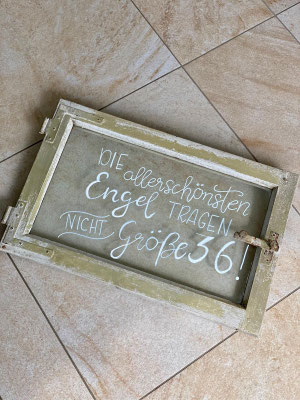 DIE allerschönsten
Engel TRAGEN
NICHT Größe 36!